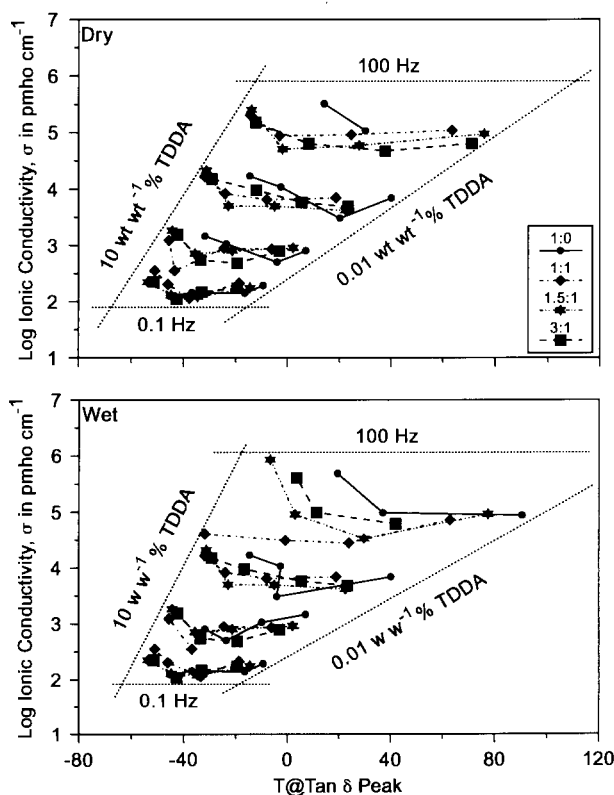 Dry
100 Hz
10 wt wt⁻¹% TDDA
0.01 wt wt⁻¹% TDDA
0.1 Hz
Log Ionic Conductivity, σ in pmho cm⁻¹
7
6
5
4
3
2
1
1:0
1:1
1.5:1
3:1
Wet
100 Hz
10 w w⁻¹% TDDA
0.01 w w⁻¹% TDDA
0.1 Hz
Log Ionic Conductivity, σ in pmho cm⁻¹
7
6
5
4
3
2
1
-80 -40 0 40 80 120
T@Tan δ Peak